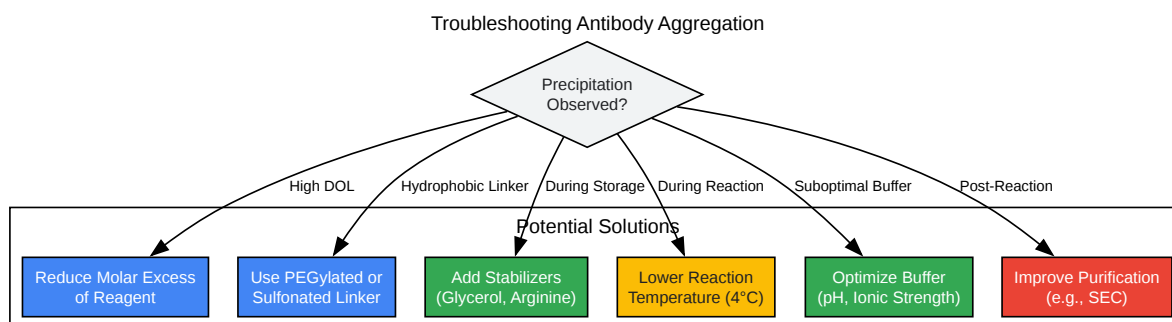 Troubleshooting Antibody Aggregation
Precipitation
Observed?
High DOL
Hydrophobic Linker
During Storage
During Reaction
Suboptimal Buffer
Post-Reaction
Potential Solutions
Reduce Molar Excess
of Reagent
Use PEGylated or
Sulfonated Linker
Add Stabilizers
(Glycerol, Arginine)
Lower Reaction
Temperature (4°C)
Optimize Buffer
(pH, Ionic Strength)
Improve Purification
(e.g., SEC)